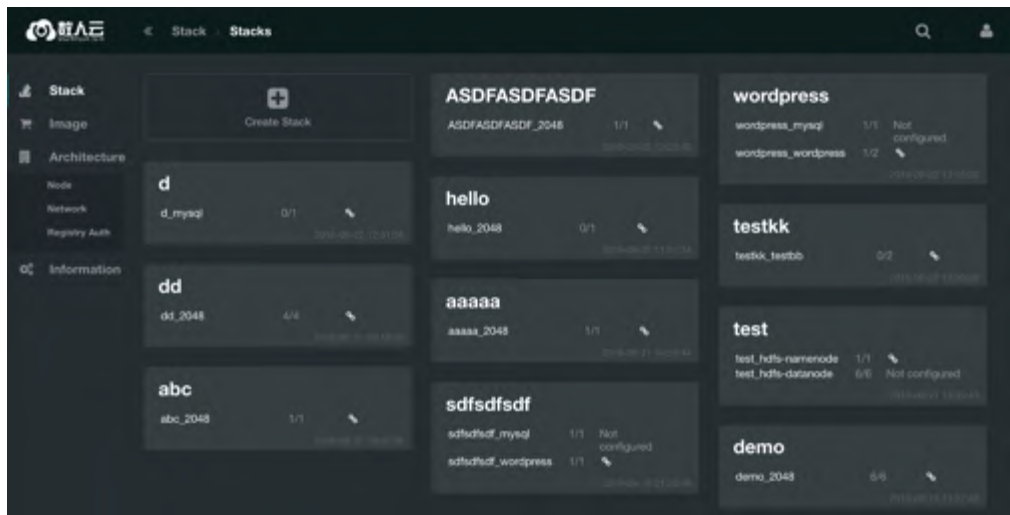 数人云
Stack
Stacks
Stack
Image
Architecture
Node
Network
Registry Auth
Information
Create Stack
d
d_mysql 0/1
dd
dd_2048 4/4
abc
abc_2048 1/1
ASDFASDFASDF
ASDFASDFASDF_2048 1/1
hello
hello_2048 0/1
aaaaa
aaaaa_2048 1/1
sdfsdfsdf
sdfsdfsdf_mysql 1/1 Not
configured
sdfsdfsdf_wordpress 1/1
wordpress
wordpress_mysql 1/1 Not
configured
wordpress_wordpress 1/2
testkk
testkk_testbb 0/2
test
test_hdfs-namenode 1/1
test_hdfs-datanode 6/6 Not configured
demo
demo_2048 6/6